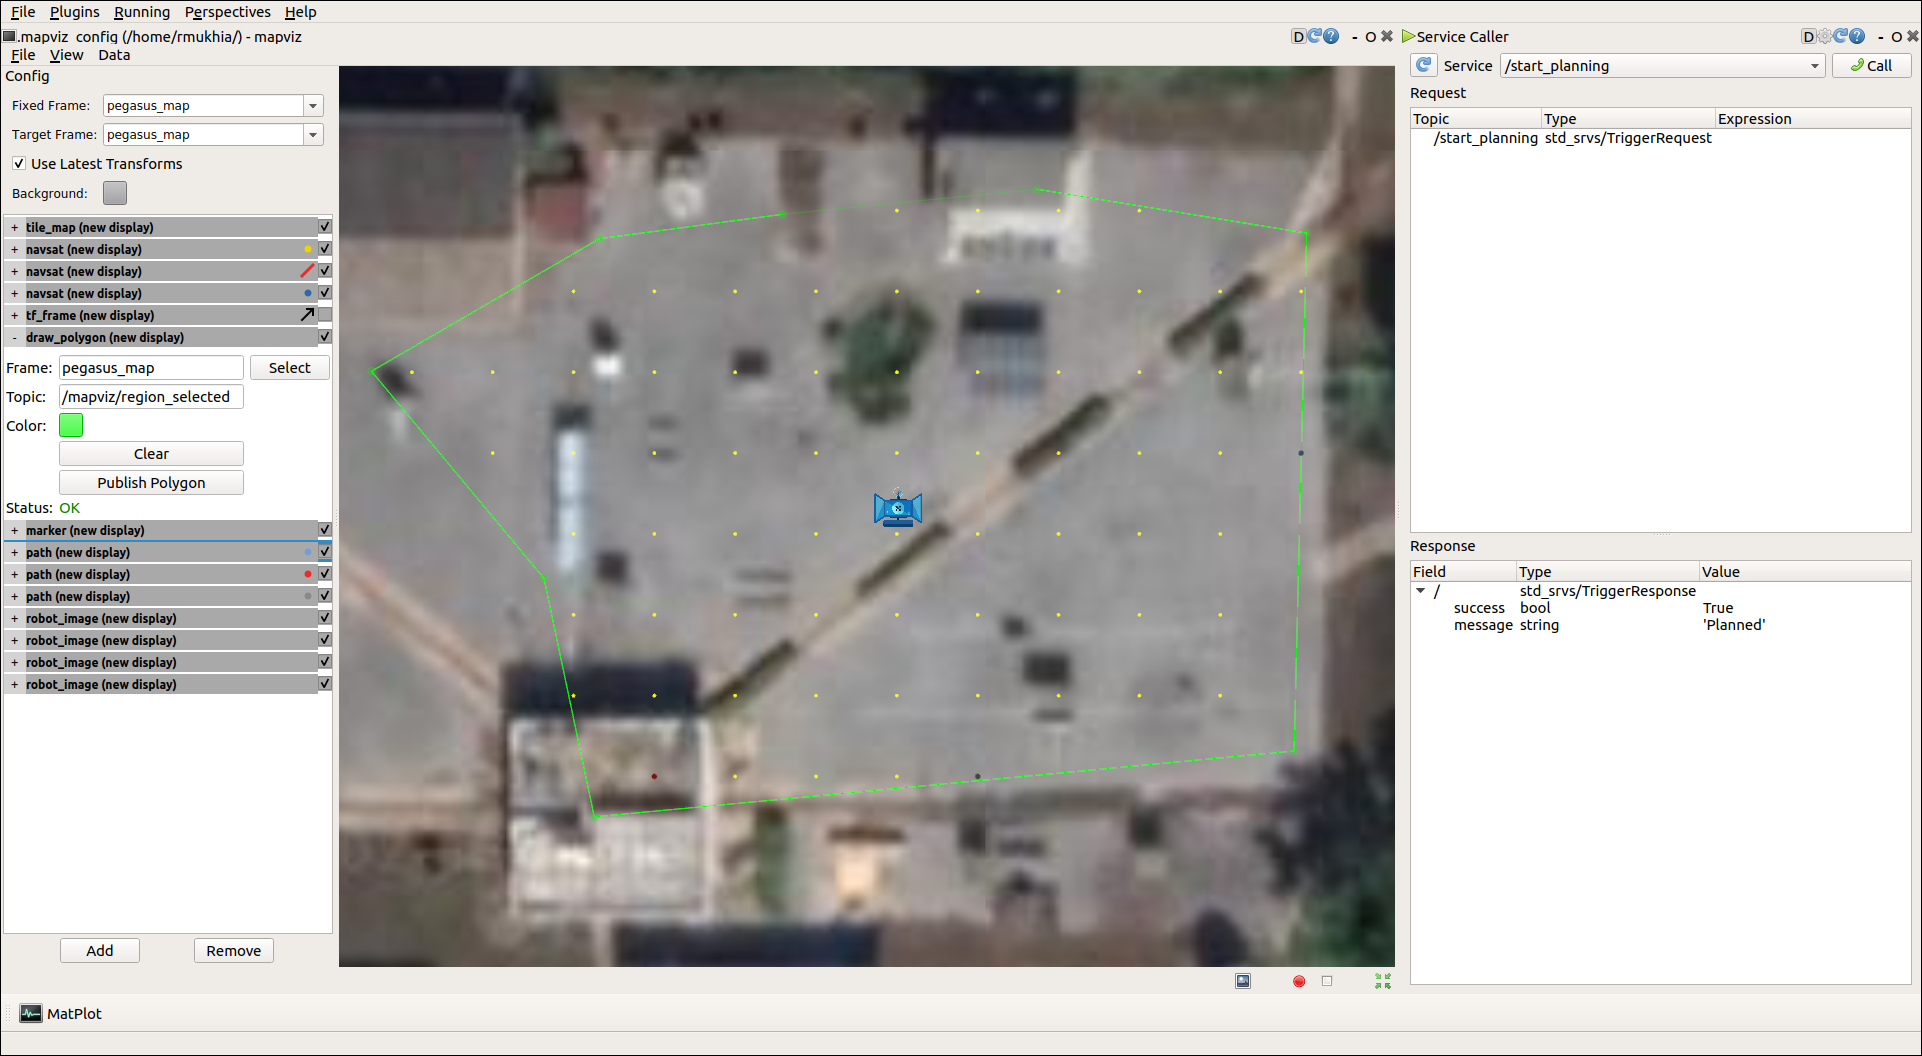 File Plugins Running Perspectives Help
.mapviz_config (/home/rmukhia/) - mapviz
D
- O
File View Data
Config
Fixed Frame: pegasus_map
Target Frame: pegasus_map
Use Latest Transforms
Background:
+ tile_map (new display)
+ navsat (new display)
+ navsat (new display)
+ navsat (new display)
+ tf_frame (new display)
- draw_polygon (new display)
Frame: pegasus_map Select
Topic: /mapviz/region_selected
Color:
Clear
Publish Polygon
Status: OK
+ marker (new display)
+ path (new display)
+ path (new display)
+ path (new display)
+ robot_image (new display)
+ robot_image (new display)
+ robot_image (new display)
+ robot_image (new display)
Add Remove
Service Caller
D
- O
Service /start_planning Call
Request
Topic Type Expression
/start_planning std_srvs/TriggerRequest
Response
Field Type Value
/ std_srvs/TriggerResponse
success bool True
message string 'Planned'
MatPlot